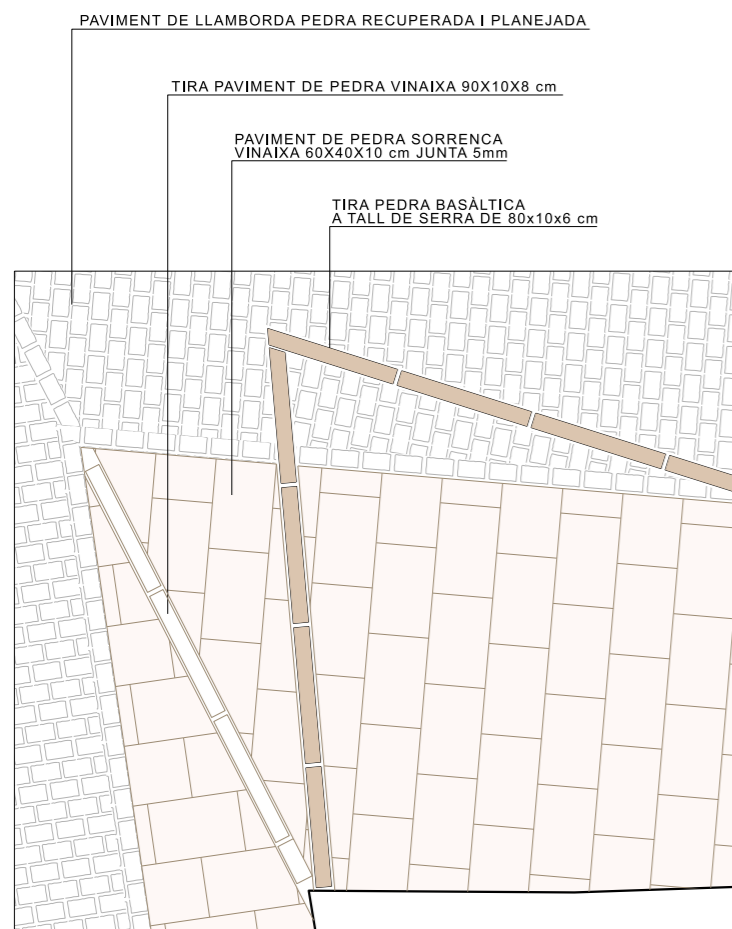 PAVIMENT DE LLAMBORDA PEDRA RECUPERADA I PLANEJADA
TIRA PAVIMENT DE PEDRA VINAIXA 90X10X8 cm
PAVIMENT DE PEDRA SORRENCA
VINAIXA 60X40X10 cm JUNTA 5mm
TIRA PEDRA BASÀLTICA
A TALL DE SERRA DE 80x10x6 cm